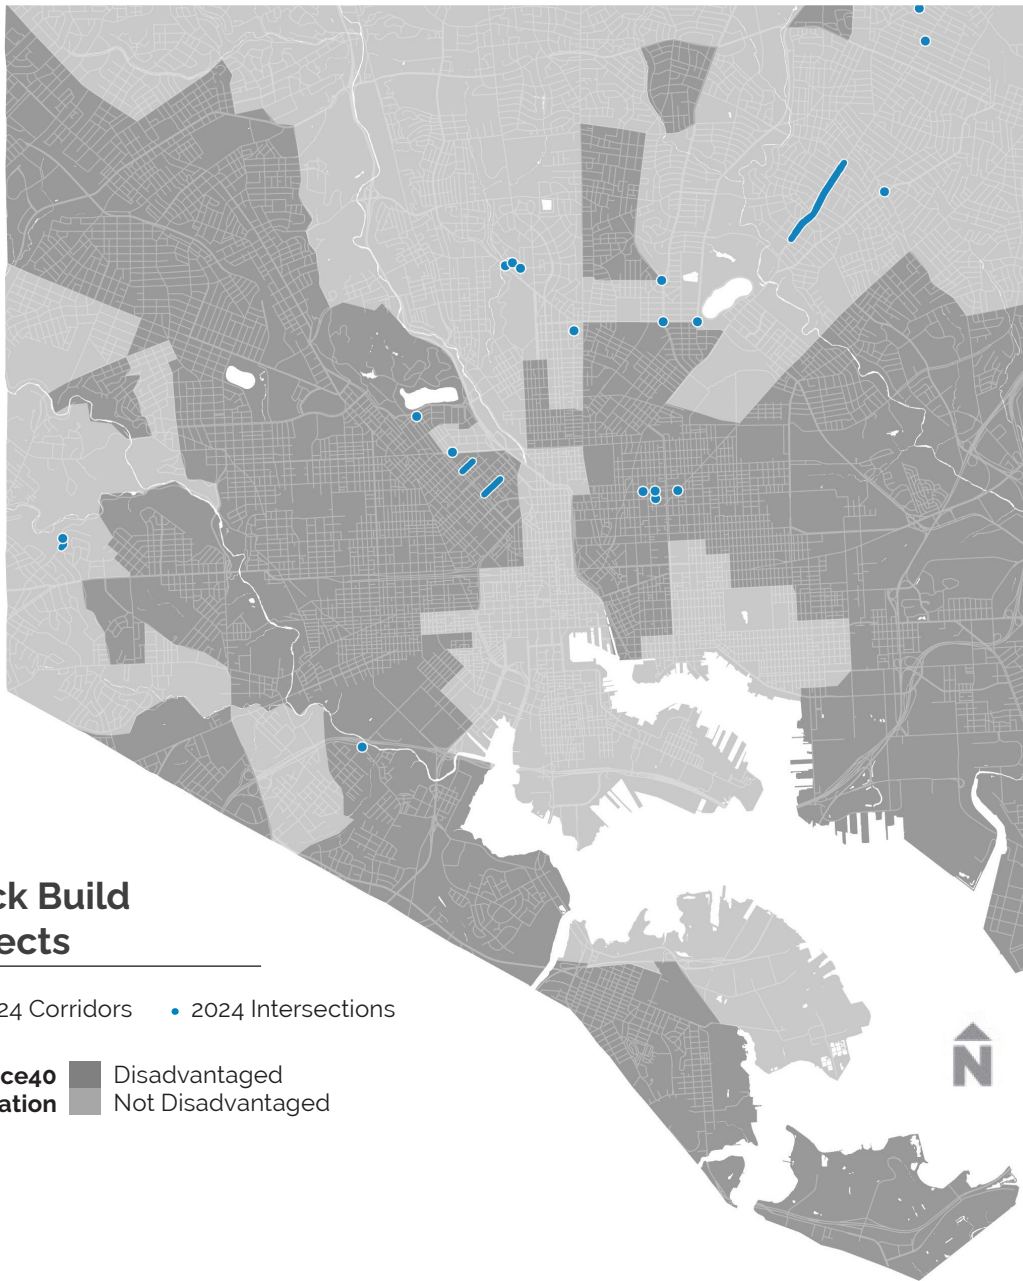 ck Build
ects
24 Corridors • 2024 Intersections
ce40 Disadvantaged
ation Not Disadvantaged
N